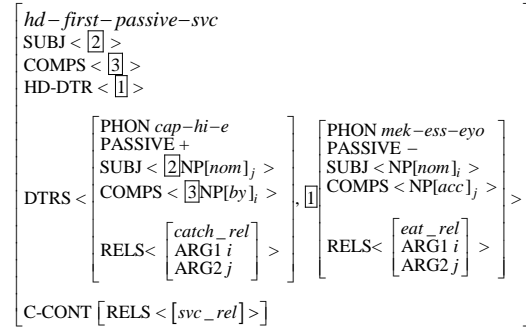 hd−first−passive−svc
SUBJ < [2] >
COMPS < [3] >
HD-DTR < [1] >
DTRS < [PHON cap−hi−e
PASSIVE +
SUBJ < [2]NP[nom]j >
COMPS < [3]NP[by]i >
RELS< [catch_rel
ARG1 i
ARG2 j] >], [1][PHON mek−ess−eyo
PASSIVE −
SUBJ < NP[nom]i >
COMPS < NP[acc]j >
RELS< [eat_rel
ARG1 i
ARG2 j] >] >
C-CONT [RELS < [svc_rel] >]